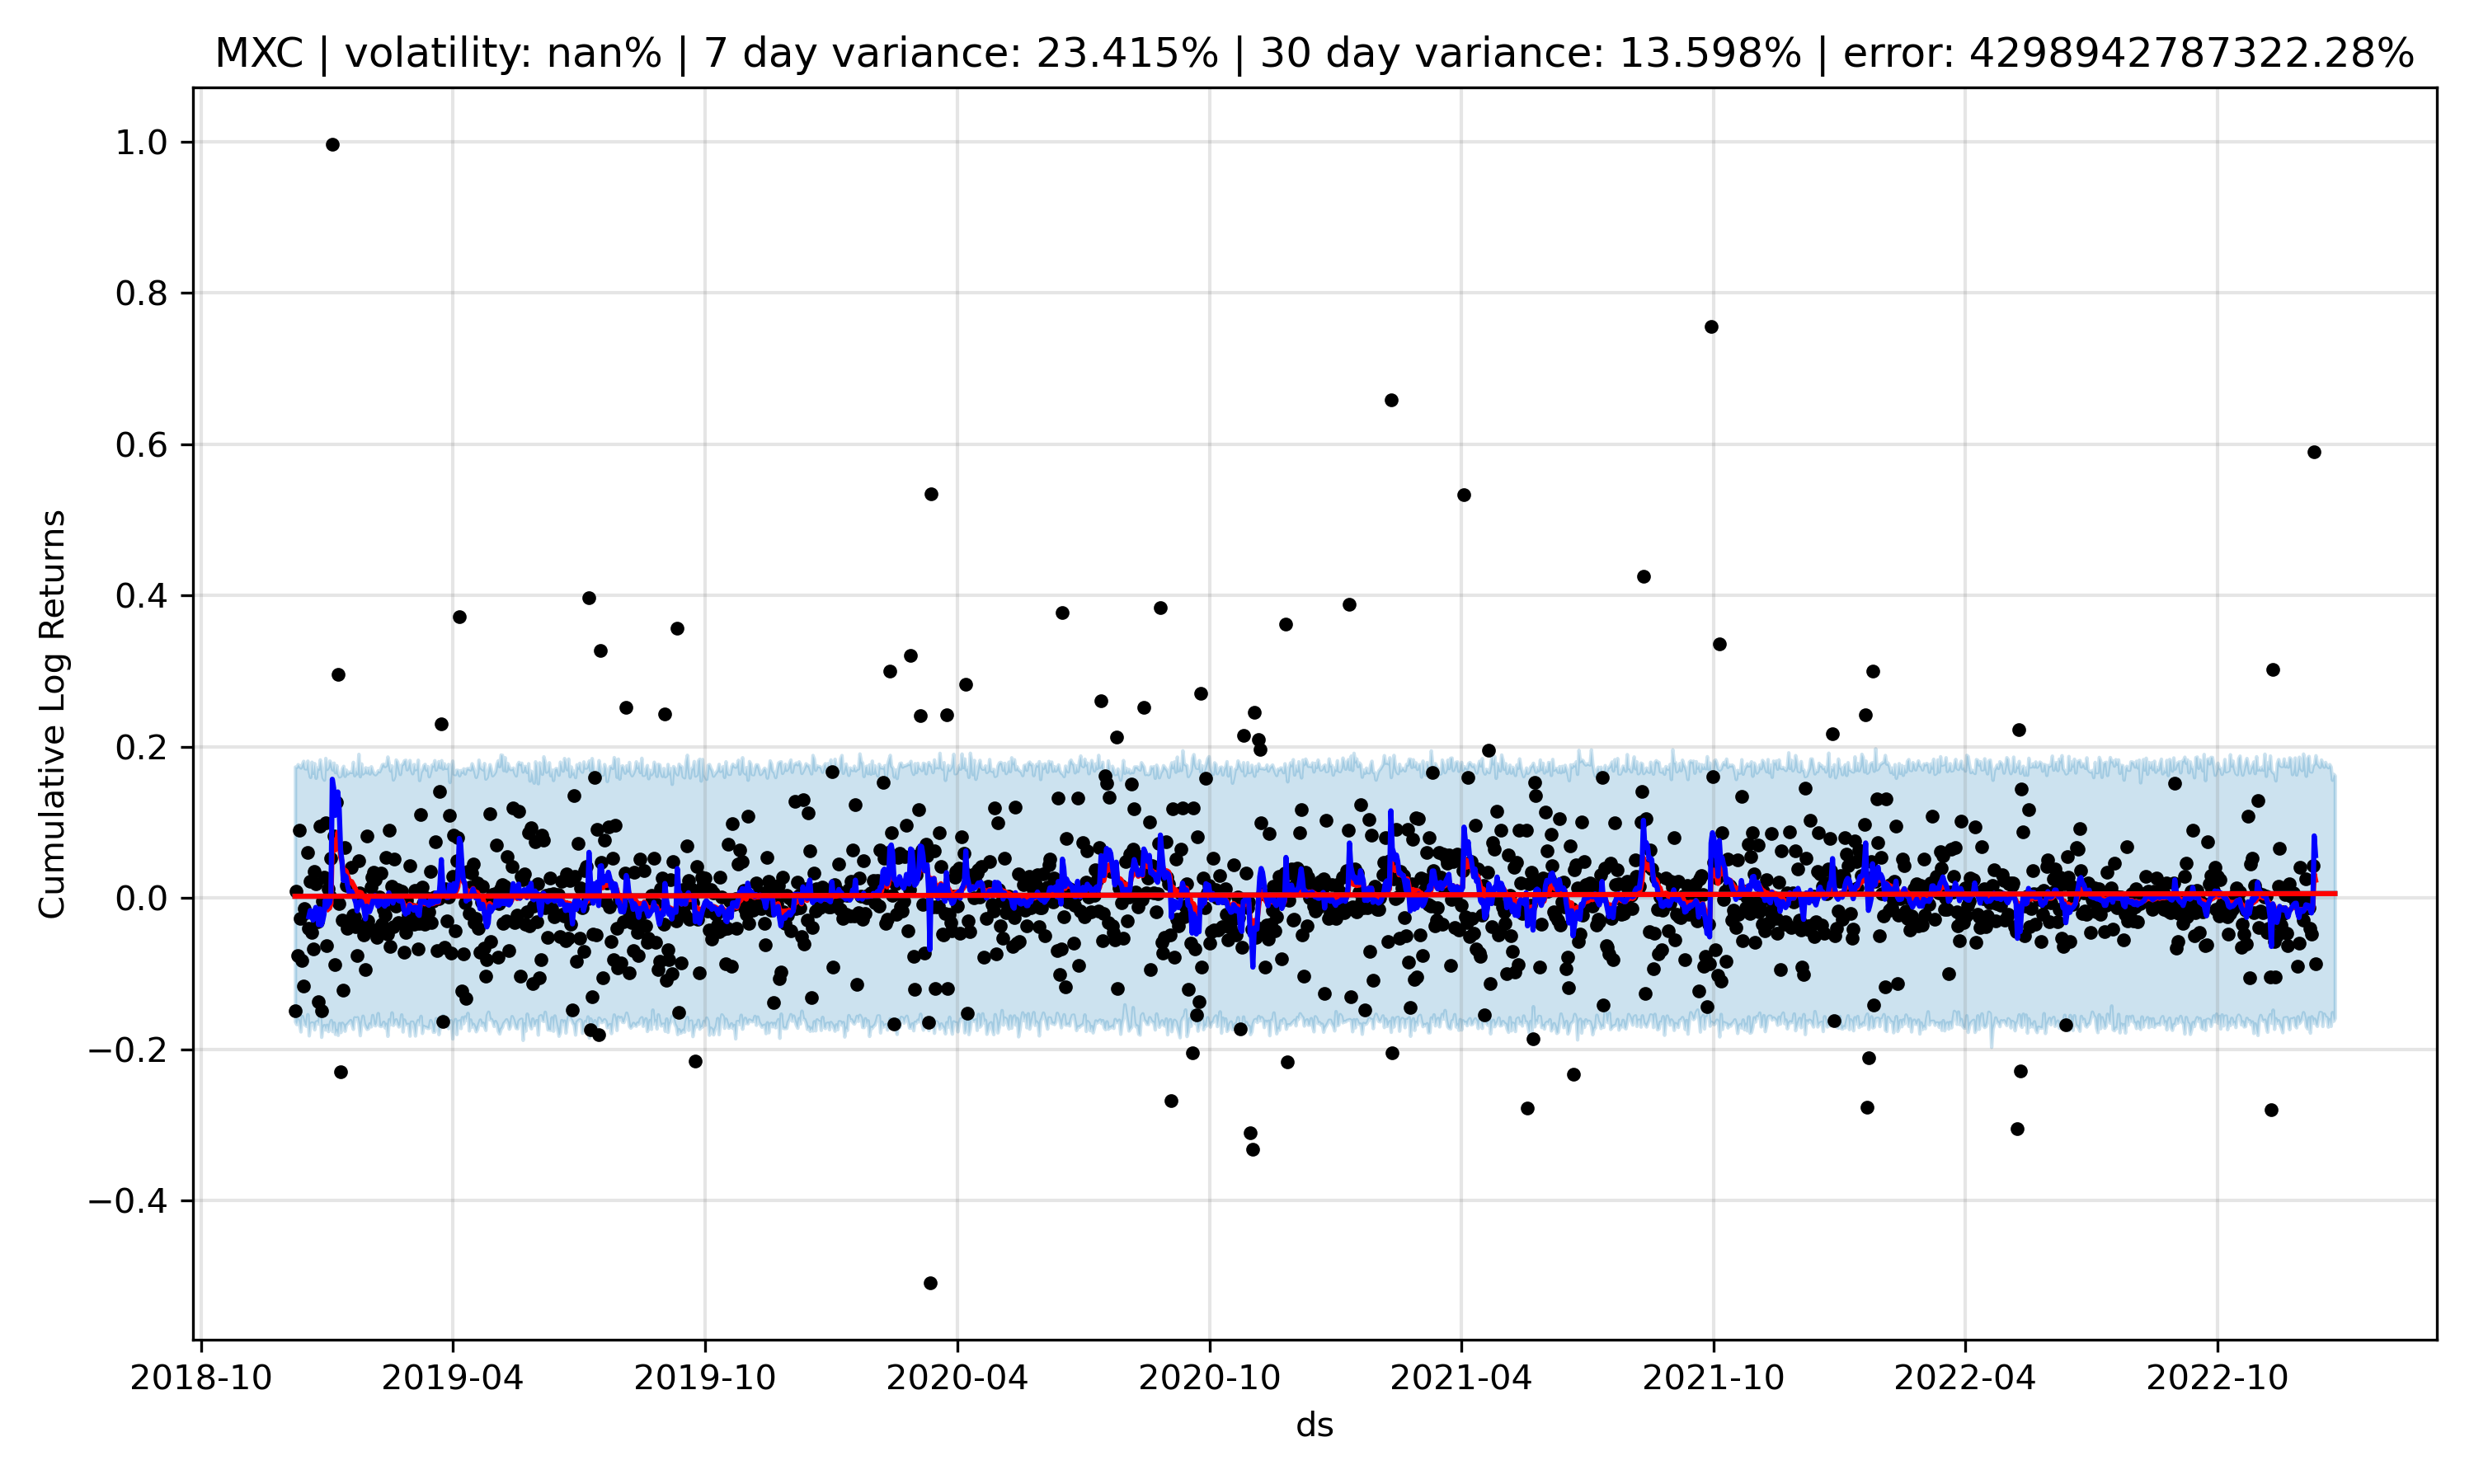 MXC | volatility: nan% | 7 day variance: 23.415% | 30 day variance: 13.598% | error: 4298942787322.28%
1.0
0.8
0.6
0.4
0.2
0.0
−0.2
−0.4
Cumulative Log Returns
2018-10 2019-04 2019-10 2020-04 2020-10 2021-04 2021-10 2022-04 2022-10
ds